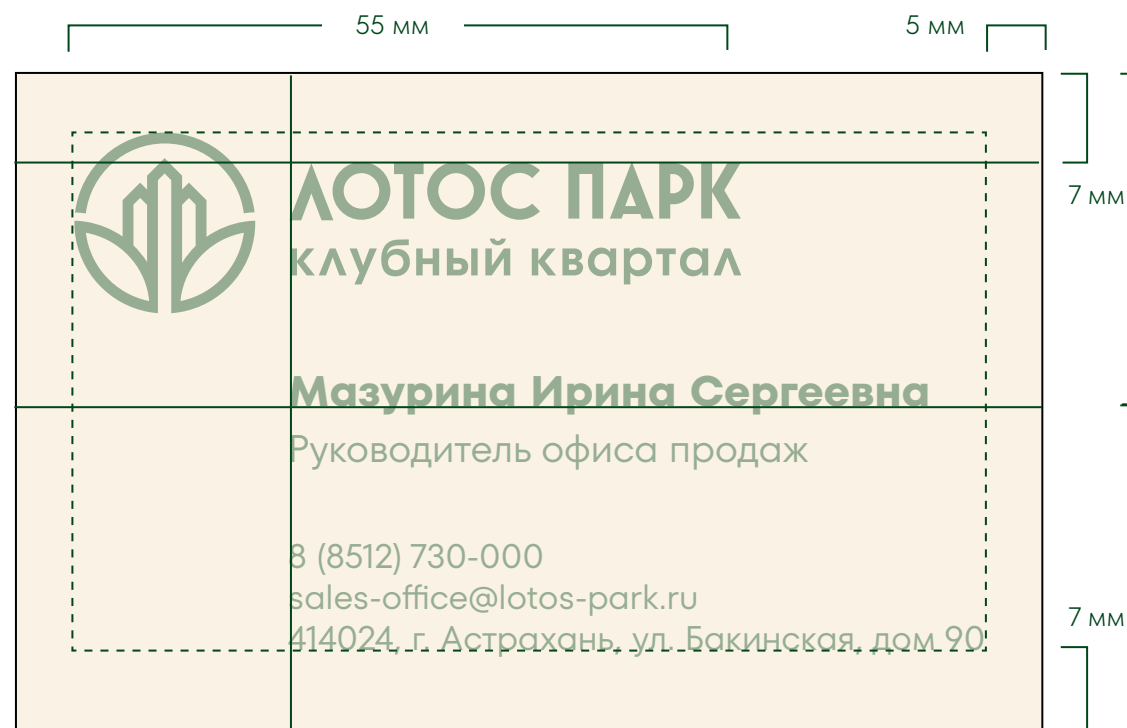 55 мм
5 мм
7 мм
ЛОТОС ПАРК
клубный квартал
Мазурина Ирина Сергеевна
Руководитель офиса продаж
8 (8512) 730-000
sales-office@lotos-park.ru
414024, г. Астрахань, ул. Бакинская, дом 90
7 мм